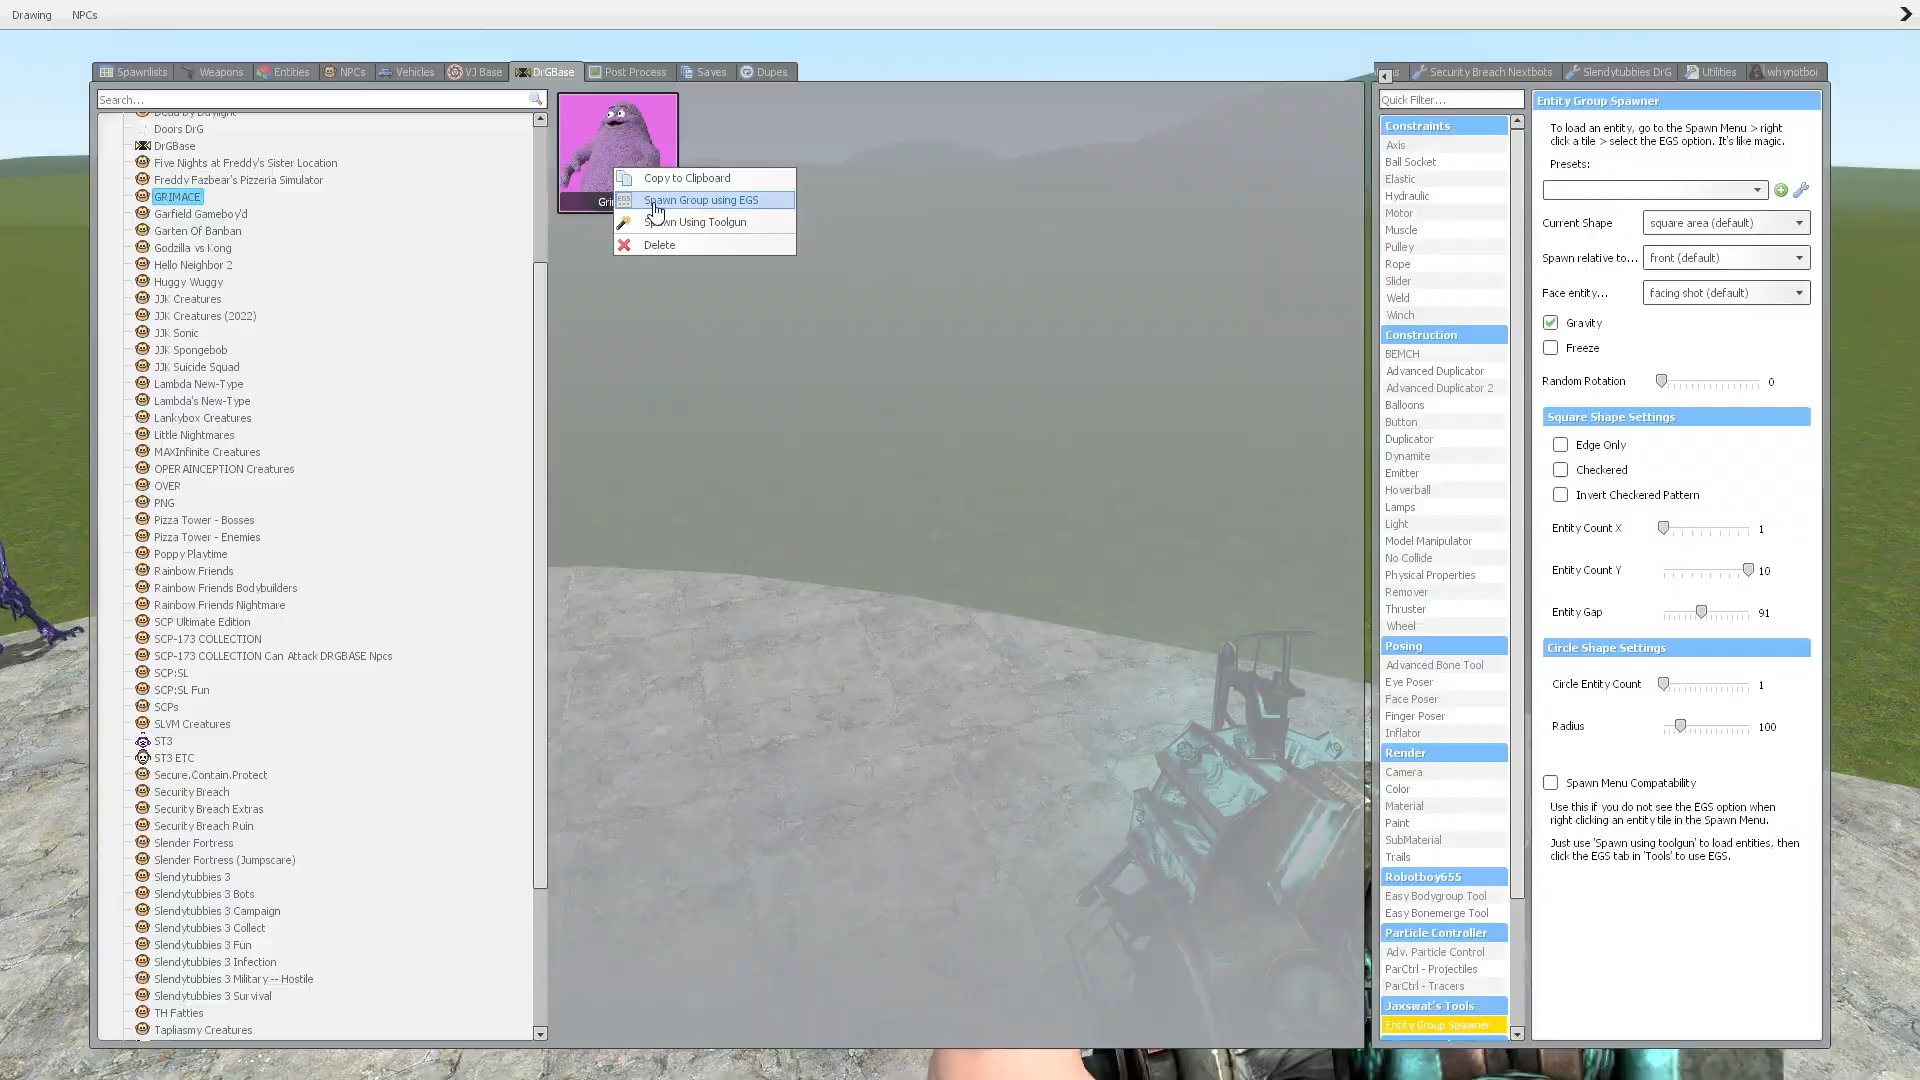 Drawing NPCs
Spawnlists Weapons Entities NPCs Vehicles VJ Base DrGBase Post Process Saves Dupes
Search...
Dead by Daylight
Doors DrG
DrGBase
Five Nights at Freddy's Sister Location
Freddy Fazbear's Pizzeria Simulator
GRIMACE
Garfield Gameboy'd
Garten Of Banban
Godzilla vs Kong
Hello Neighbor 2
Huggy Wuggy
JJK Creatures
JJK Creatures (2022)
JJK Sonic
JJK Spongebob
JJK Suicide Squad
Lambda New-Type
Lambda's New-Type
Lankybox Creatures
Little Nightmares
MAXInfinite Creatures
OPERAINCEPTION Creatures
OVER
PNG
Pizza Tower - Bosses
Pizza Tower - Enemies
Poppy Playtime
Rainbow Friends
Rainbow Friends Bodybuilders
Rainbow Friends Nightmare
SCP Ultimate Edition
SCP-173 COLLECTION
SCP-173 COLLECTION Can Attack DRGBASE Npcs
SCP:SL
SCP:SL Fun
SCPs
SLVM Creatures
ST3
ST3 ETC
Secure.Contain.Protect
Security Breach
Security Breach Extras
Security Breach Ruin
Slender Fortress
Slender Fortress (Jumpscare)
Slendytubbies 3
Slendytubbies 3 Bots
Slendytubbies 3 Campaign
Slendytubbies 3 Collect
Slendytubbies 3 Fun
Slendytubbies 3 Infection
Slendytubbies 3 Military -- Hostile
Slendytubbies 3 Survival
TH Fatties
Tapliasmy Creatures
Copy to Clipboard
EGS Spawn Group using EGS
Spawn Using Toolgun
Delete
Security Breach Nextbots Slendytubbies DrG Utilities whynotboi
Quick Filter...
Constraints
Axis
Ball Socket
Elastic
Hydraulic
Motor
Muscle
Pulley
Rope
Slider
Weld
Winch
Construction
BEMCH
Advanced Duplicator
Advanced Duplicator 2
Balloons
Button
Duplicator
Dynamite
Emitter
Hoverball
Lamps
Light
Model Manipulator
No Collide
Physical Properties
Remover
Thruster
Wheel
Posing
Advanced Bone Tool
Eye Poser
Face Poser
Finger Poser
Inflator
Render
Camera
Color
Material
Paint
SubMaterial
Trails
Robotboy655
Easy Bodygroup Tool
Easy Bonemerge Tool
Particle Controller
Adv. Particle Control
ParCtrl - Projectiles
ParCtrl - Tracers
Jaxswat's Tools
Entity Group Spawner
Entity Group Spawner
To load an entity, go to the Spawn Menu > right
click a tile > select the EGS option. It's like magic.
Presets:
Current Shape square area (default)
Spawn relative to... front (default)
Face entity... facing shot (default)
Gravity
Freeze
Random Rotation 0
Square Shape Settings
Edge Only
Checkered
Invert Checkered Pattern
Entity Count X 1
Entity Count Y 10
Entity Gap 91
Circle Shape Settings
Circle Entity Count 1
Radius 100
Spawn Menu Compatability
Use this if you do not see the EGS option when
right clicking an entity tile in the Spawn Menu.
Just use 'Spawn using toolgun' to load entities, then
click the EGS tab in 'Tools' to use EGS.